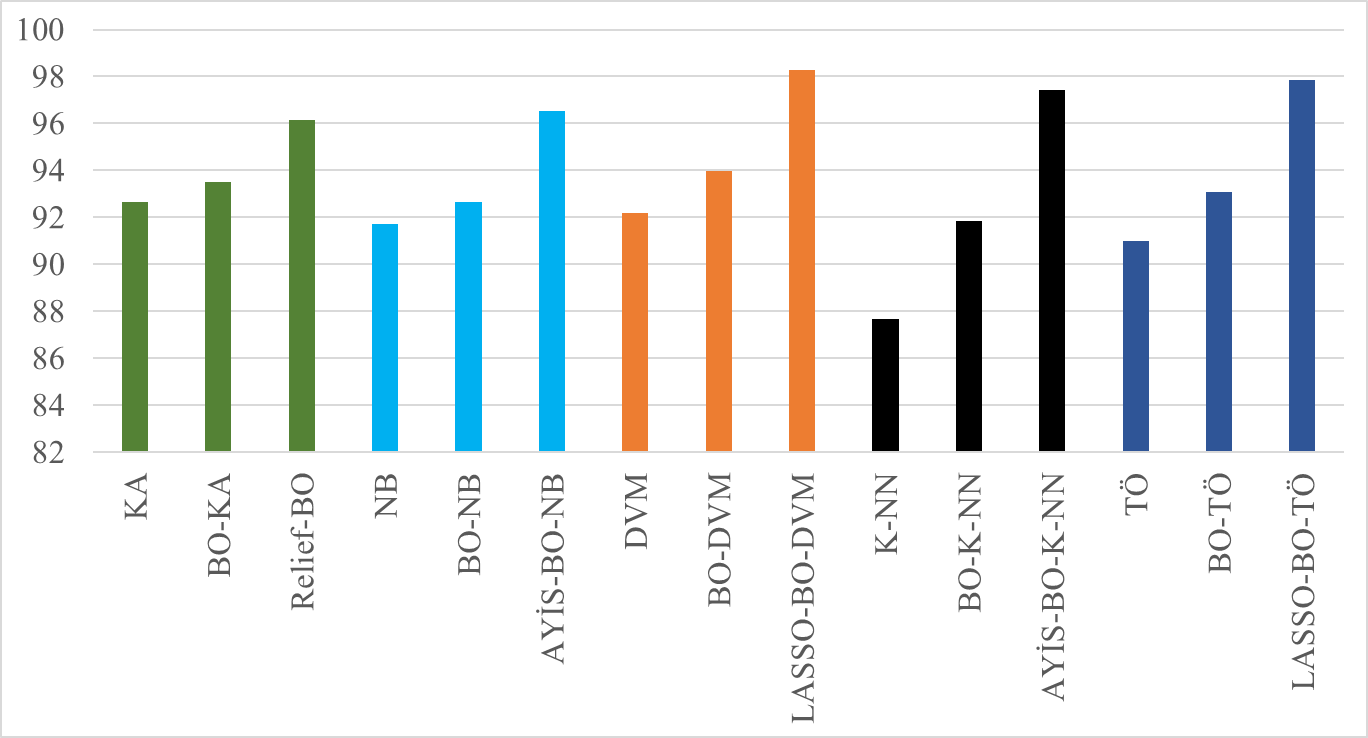 100
98
96
94
92
90
88
86
84
82
KA
BO-KA
Relief-BO
NB
BO-NB
AYİS-BO-NB
DVM
BO-DVM
LASSO-BO-DVM
K-NN
BO-K-NN
AYİS-BO-K-NN
TÖ
BO-TÖ
LASSO-BO-TÖ